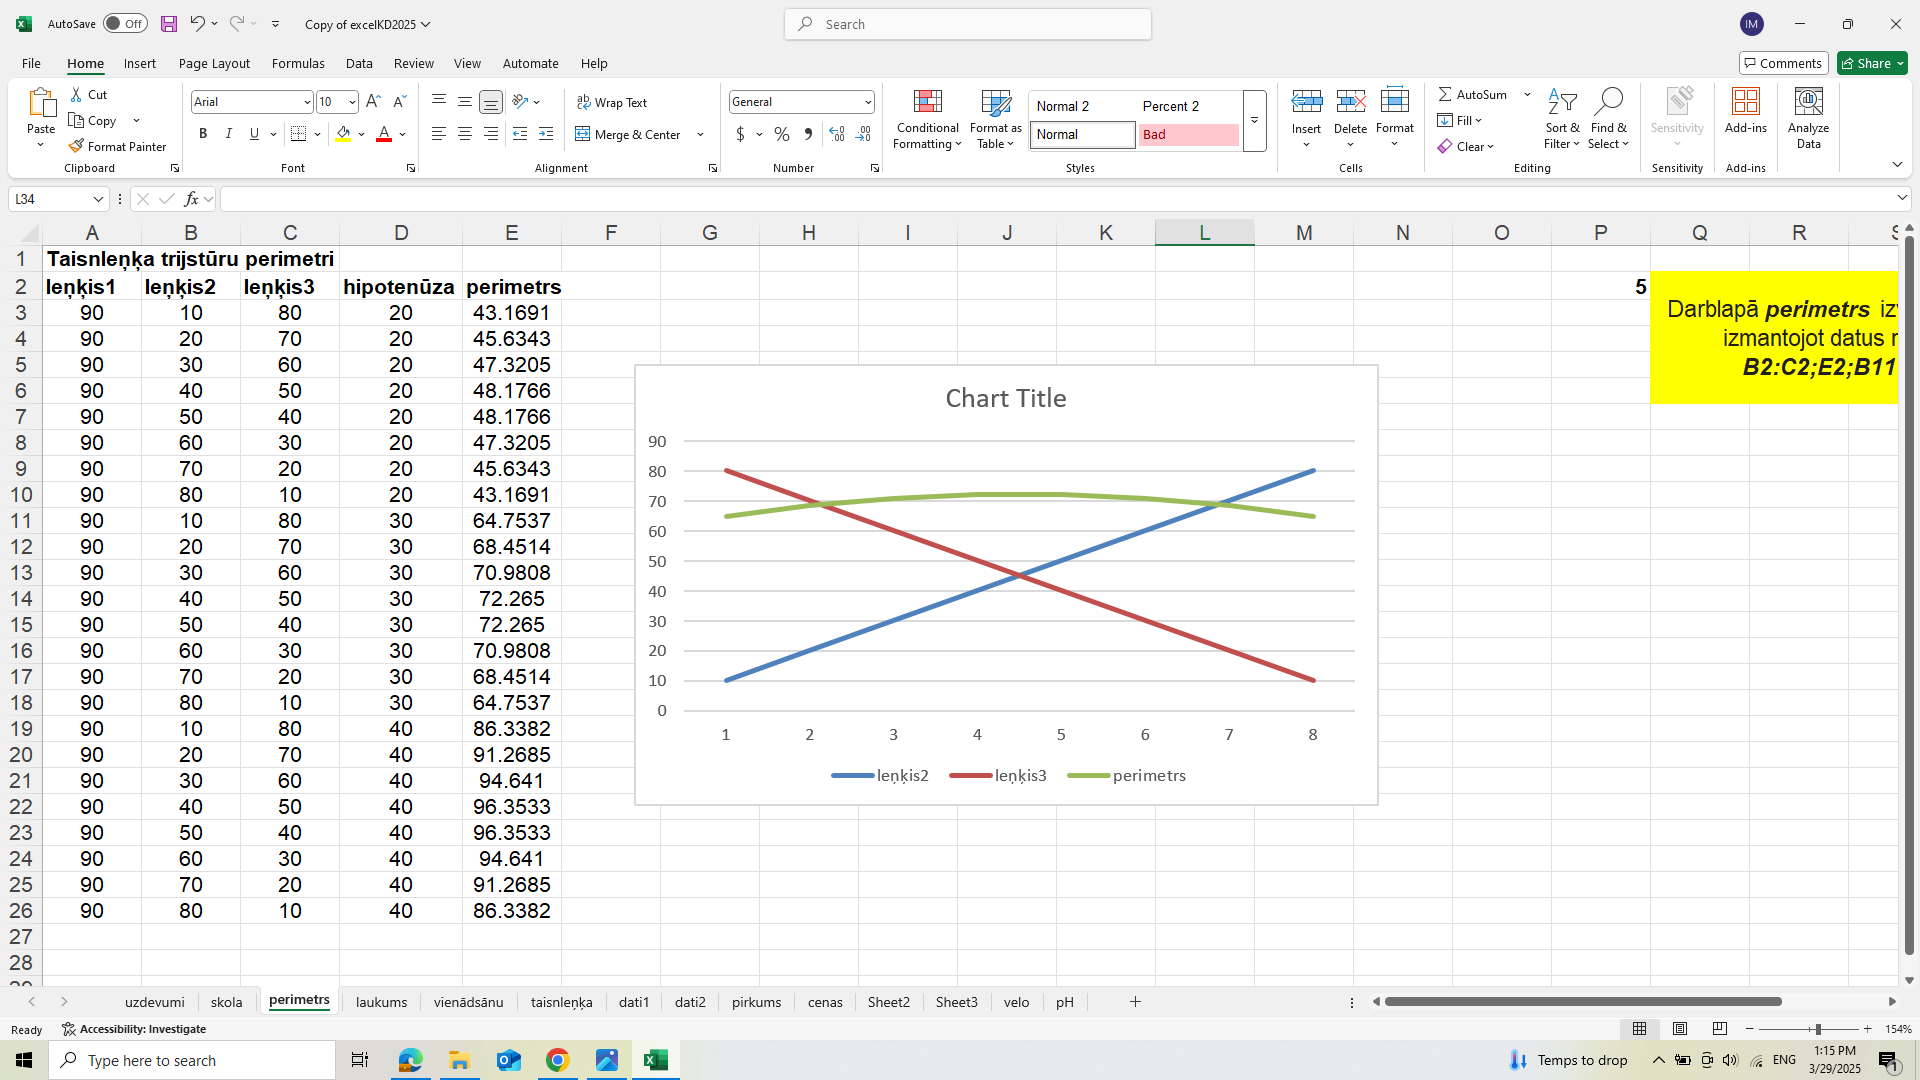 AutoSave Off Copy of excelKD2025 Search IM
File Home Insert Page Layout Formulas Data Review View Automate Help Comments Share
Paste Cut Copy Format Painter Clipboard
Arial 10 B I U Font
ab Wrap Text Merge & Center Alignment
General $ % Number
Conditional Formatting Format as Table Normal 2 Percent 2 Normal Bad Styles
Insert Delete Format Cells
AutoSum Fill Clear Sort & Filter Find & Select Editing
Sensitivity Sensitivity Add-ins Add-ins Analyze Data
L34 fx
A B C D E F G H I J K L M N O P Q R
1 Taisnleņķa trijstūru perimetri
2 leņķis1 leņķis2 leņķis3 hipotenūza perimetrs 5
3 90 10 80 20 43.1691
4 90 20 70 20 45.6343
5 90 30 60 20 47.3205
6 90 40 50 20 48.1766
7 90 50 40 20 48.1766
8 90 60 30 20 47.3205
9 90 70 20 20 45.6343
10 90 80 10 20 43.1691
11 90 10 80 30 64.7537
12 90 20 70 30 68.4514
13 90 30 60 30 70.9808
14 90 40 50 30 72.265
15 90 50 40 30 72.265
16 90 60 30 30 70.9808
17 90 70 20 30 68.4514
18 90 80 10 30 64.7537
19 90 10 80 40 86.3382
20 90 20 70 40 91.2685
21 90 30 60 40 94.641
22 90 40 50 40 96.3533
23 90 50 40 40 96.3533
24 90 60 30 40 94.641
25 90 70 20 40 91.2685
26 90 80 10 40 86.3382
27
28
Darblapā perimetrs
izmantojot datus
B2:C2;E2;B11
Chart Title
90
80
70
60
50
40
30
20
10
0
1 2 3 4 5 6 7 8
leņķis2 leņķis3 perimetrs
uzdevumi skola perimetrs laukums vienādsānu taisnleņķa dati1 dati2 pirkums cenas Sheet2 Sheet3 velo pH
Ready Accessibility: Investigate 154%
Type here to search Temps to drop ENG 1:15 PM
3/29/2025 1